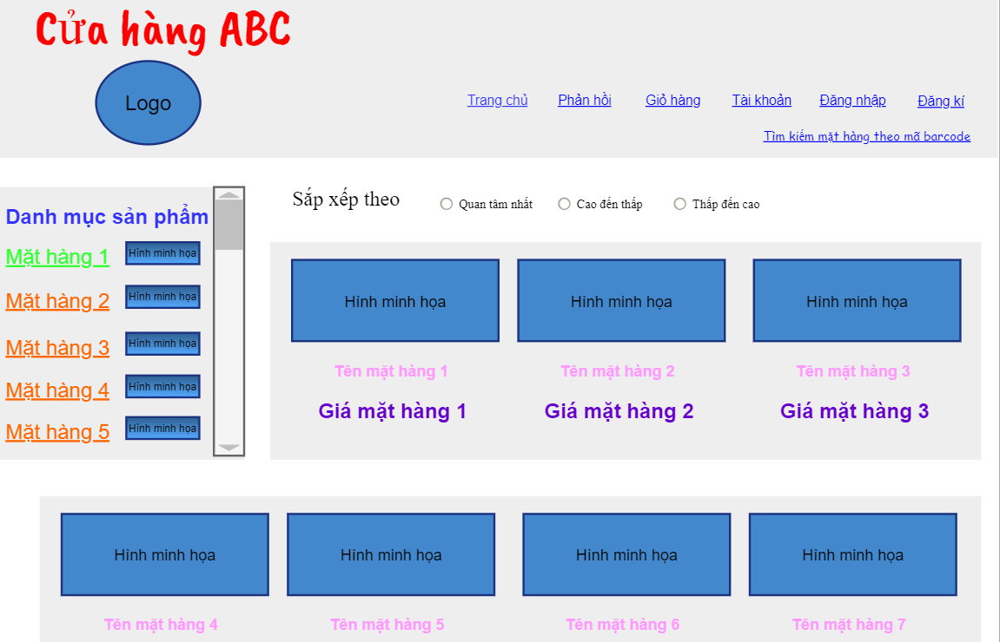 Cửa hàng ABC
Logo
Trang chủ Phản hồi Giỏ hàng Tài khoản Đăng nhập Đăng kí
Tìm kiếm mặt hàng theo mã barcode
Sắp xếp theo Quan tâm nhất Cao đến thấp Thấp đến cao
Danh mục sản phẩm
Mặt hàng 1 Hình minh họa
Mặt hàng 2 Hình minh họa
Mặt hàng 3 Hình minh họa
Mặt hàng 4 Hình minh họa
Mặt hàng 5 Hình minh họa
Hình minh họa Hình minh họa Hình minh họa
Tên mặt hàng 1 Tên mặt hàng 2 Tên mặt hàng 3
Giá mặt hàng 1 Giá mặt hàng 2 Giá mặt hàng 3
Hình minh họa Hình minh họa Hình minh họa Hình minh họa
Tên mặt hàng 4 Tên mặt hàng 5 Tên mặt hàng 6 Tên mặt hàng 7